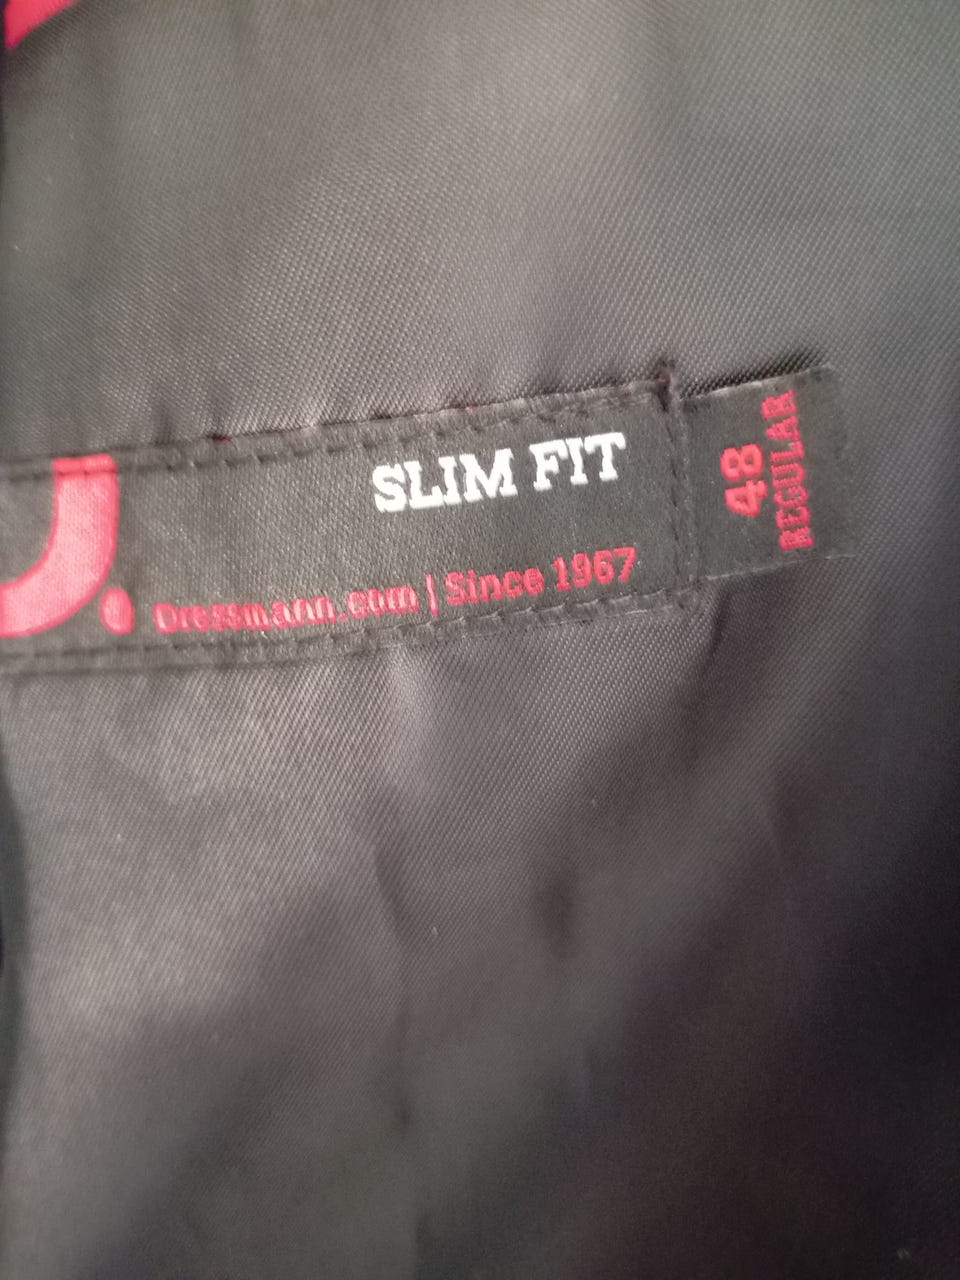 SLIM FIT
Dressmann.com | Since 1967
48
REGULAR